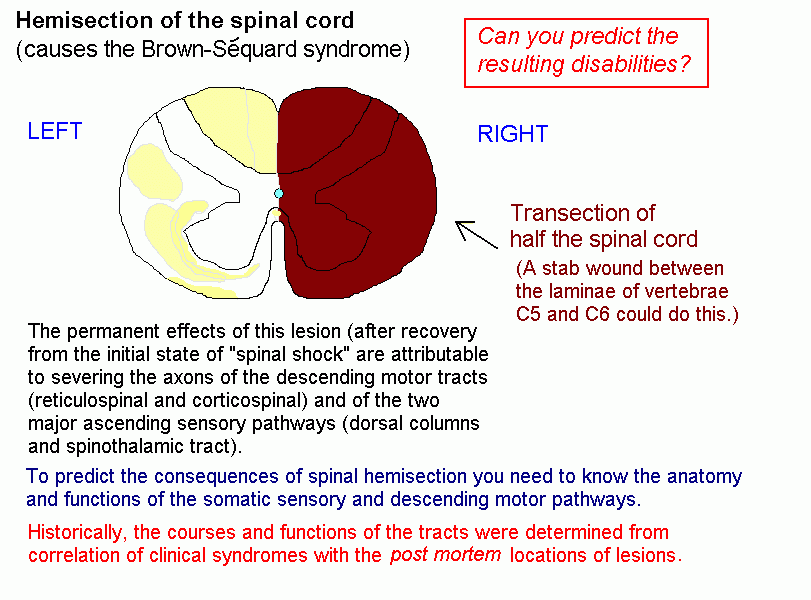 Hemisection of the spinal cord
(causes the Brown-Séquard syndrome)
Can you predict the
resulting disabilities?
LEFT
RIGHT
Transection of
half the spinal cord
(A stab wound between
the laminae of vertebrae
C5 and C6 could do this.)
The permanent effects of this lesion (after recovery
from the initial state of "spinal shock" are attributable
to severing the axons of the descending motor tracts
(reticulospinal and corticospinal) and of the two
major ascending sensory pathways (dorsal columns
and spinothalamic tract).
To predict the consequences of spinal hemisection you need to know the anatomy
and functions of the somatic sensory and descending motor pathways.
Historically, the courses and functions of the tracts were determined from
correlation of clinical syndromes with the post mortem locations of lesions.